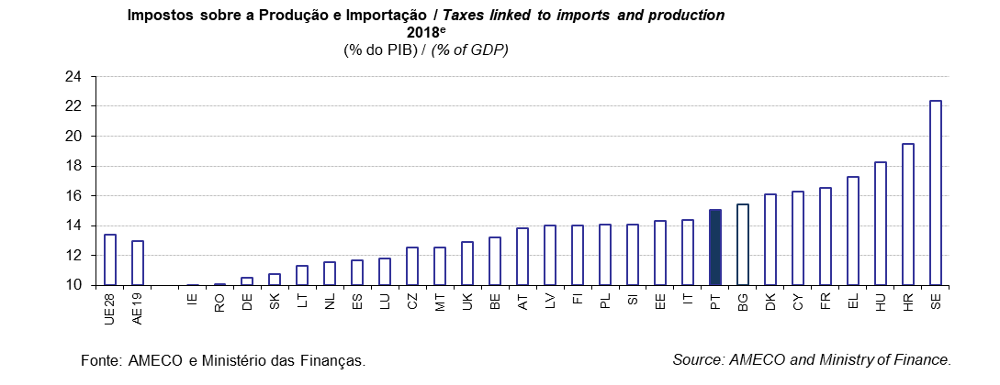 Impostos sobre a Produção e Importação / Taxes linked to imports and production
2018e
(% do PIB) / (% of GDP)
24
22
20
18
16
14
12
10
UE28 AE19 IE RO DE SK LT NL ES LU CZ MT UK BE AT LV FI PL SI EE IT PT BG DK CY FR EL HU HR SE
Fonte: AMECO e Ministério das Finanças. Source: AMECO and Ministry of Finance.